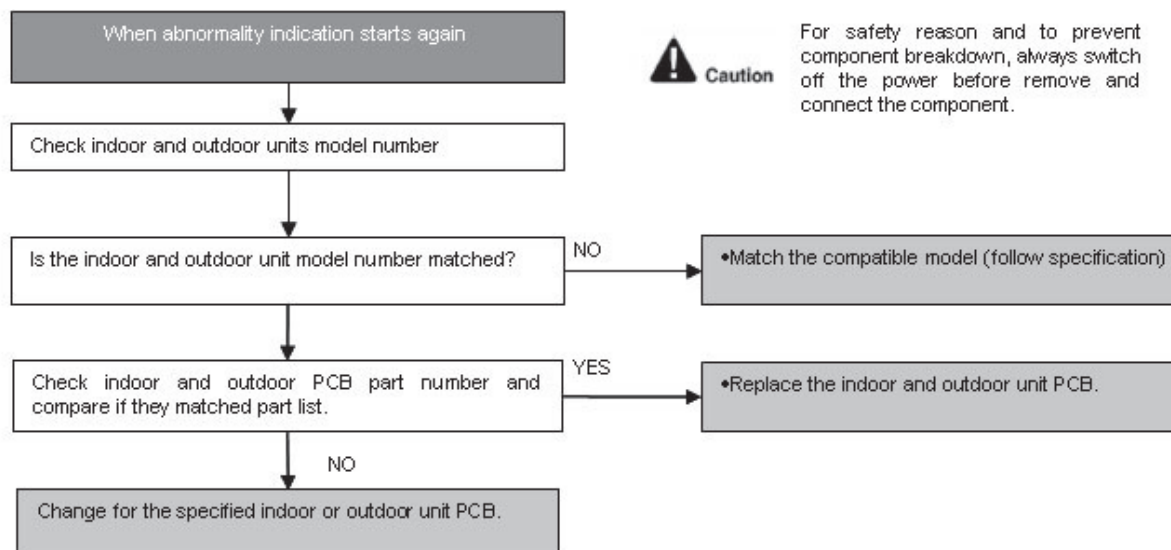 When abnormality indication starts again
Caution
For safety reason and to prevent
component breakdown, always switch
off the power before remove and
connect the component.
Check indoor and outdoor units model number
Is the indoor and outdoor unit model number matched?
NO
•Match the compatible model (follow specification)
Check indoor and outdoor PCB part number and
compare if they matched part list.
YES
•Replace the indoor and outdoor unit PCB.
NO
Change for the specified indoor or outdoor unit PCB.